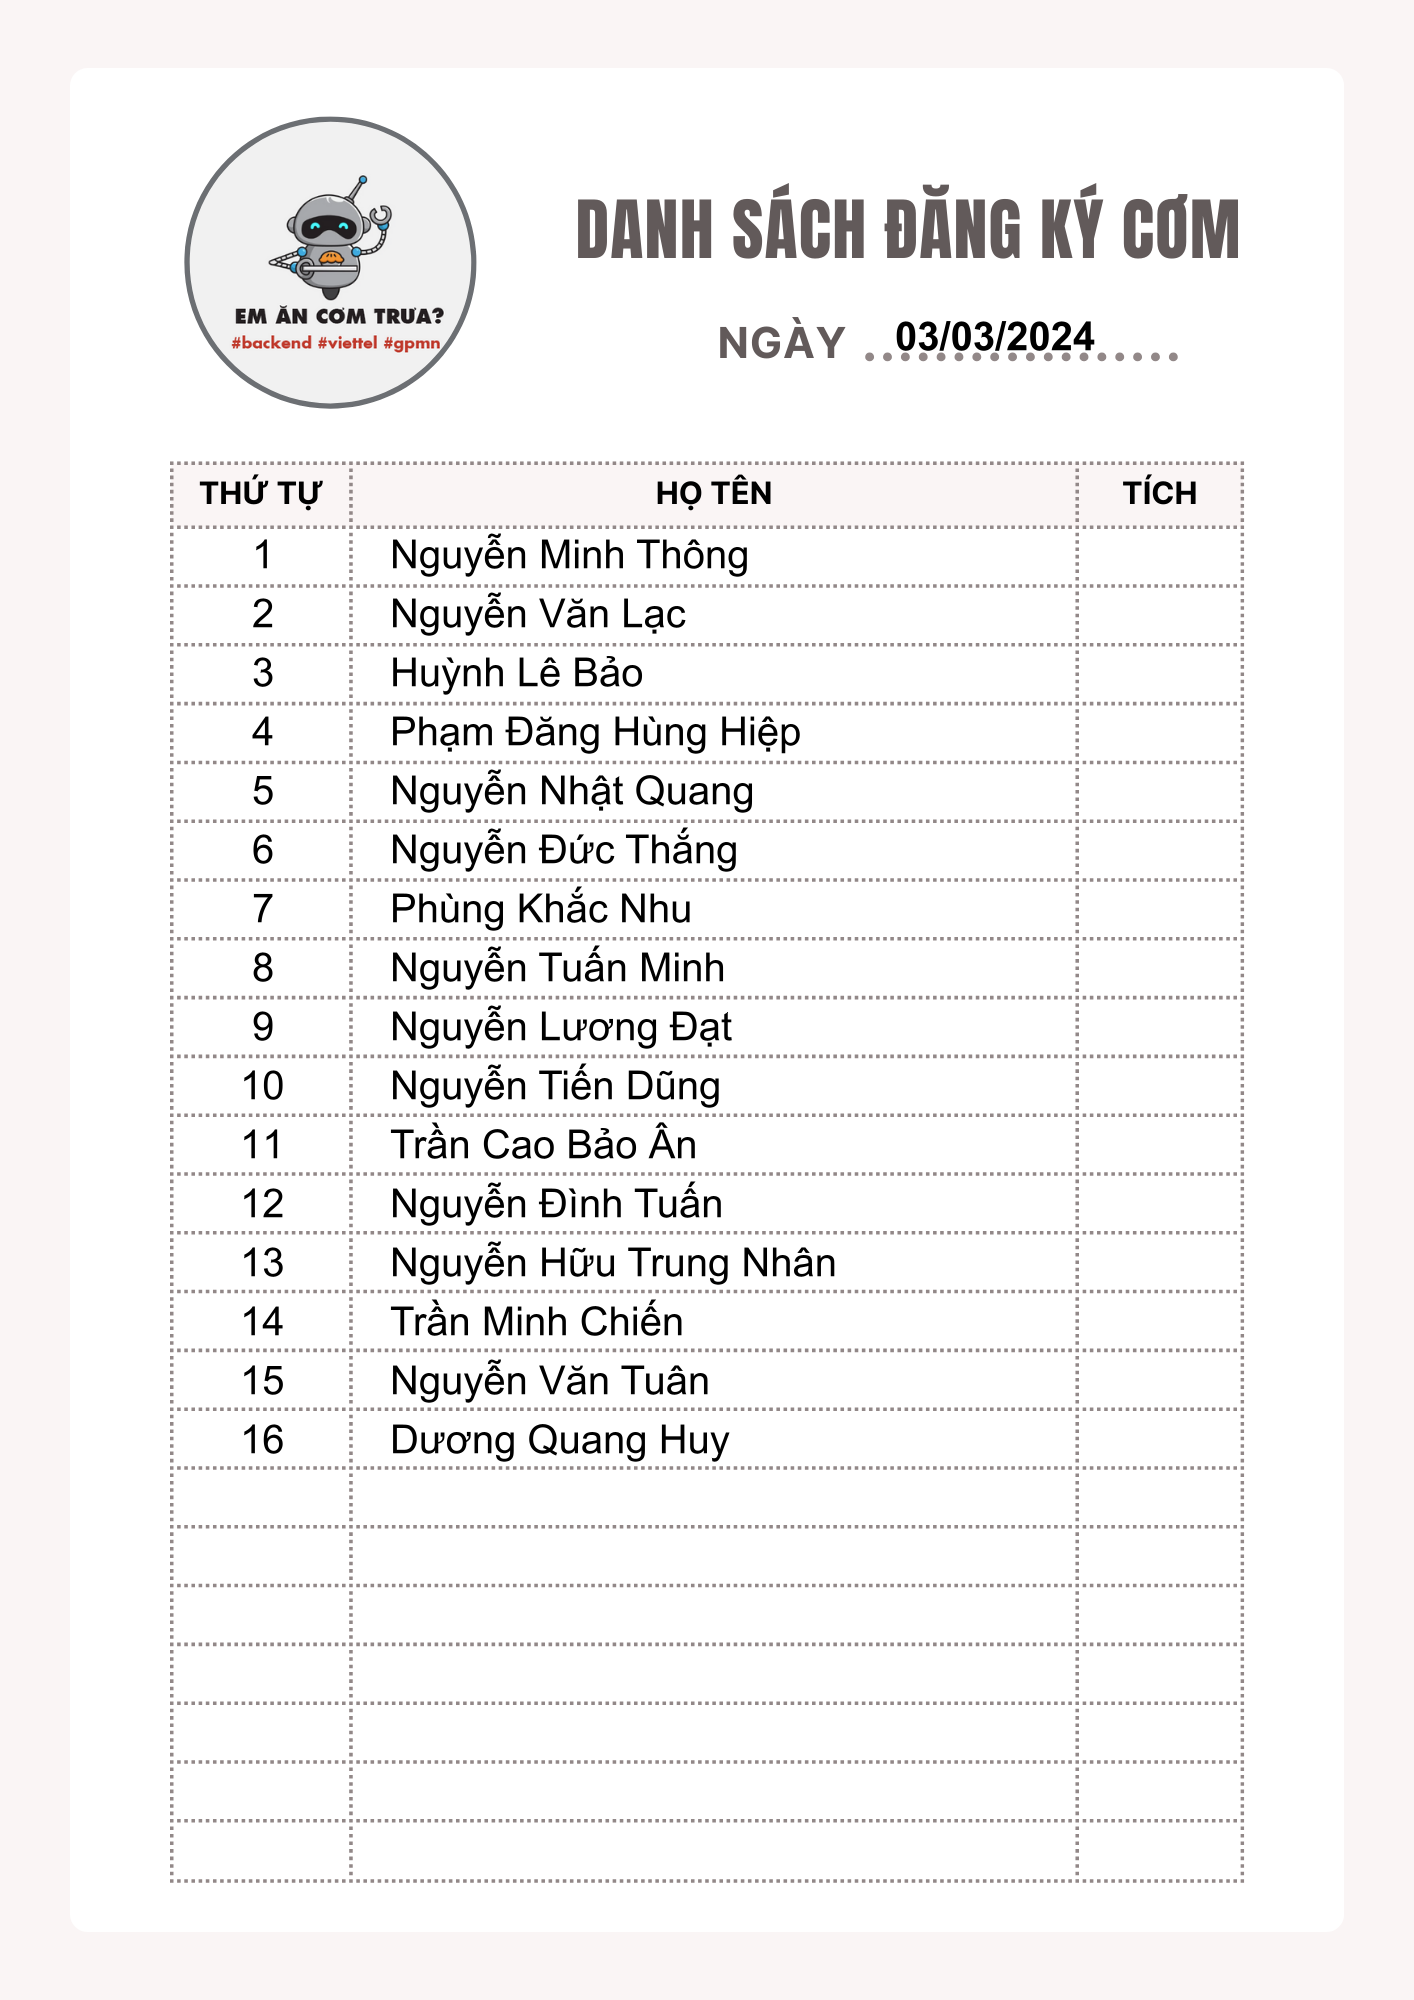 EM ĂN CƠM TRƯA?
#backend #viettel #gpmn
DANH SÁCH ĐĂNG KÝ CƠM
NGÀY 03/03/2024
THỨ TỰ HỌ TÊN TÍCH
1 Nguyễn Minh Thông
2 Nguyễn Văn Lạc
3 Huỳnh Lê Bảo
4 Phạm Đăng Hùng Hiệp
5 Nguyễn Nhật Quang
6 Nguyễn Đức Thắng
7 Phùng Khắc Nhu
8 Nguyễn Tuấn Minh
9 Nguyễn Lương Đạt
10 Nguyễn Tiến Dũng
11 Trần Cao Bảo Ân
12 Nguyễn Đình Tuấn
13 Nguyễn Hữu Trung Nhân
14 Trần Minh Chiến
15 Nguyễn Văn Tuân
16 Dương Quang Huy